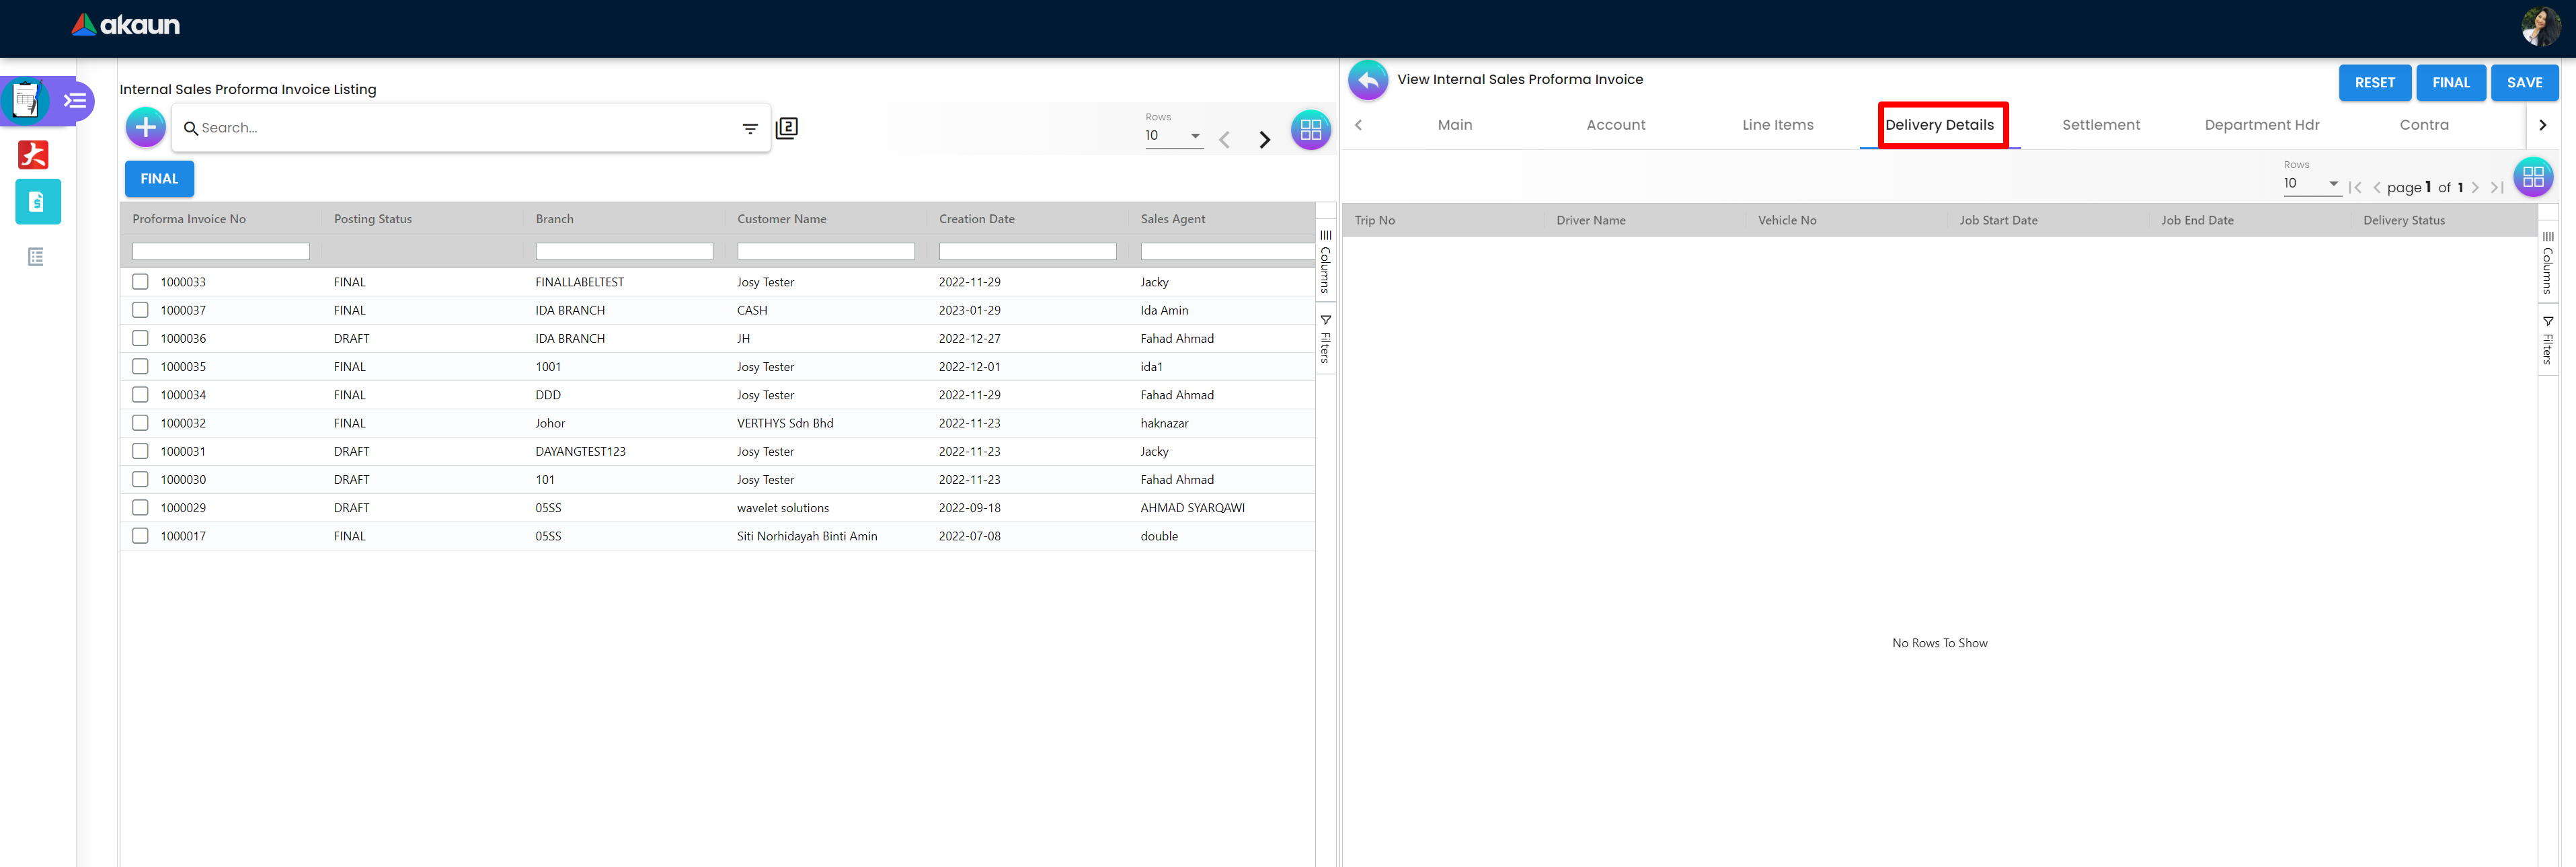 akaun
Internal Sales Proforma Invoice Listing
Search...
2
Rows
10
FINAL
Proforma Invoice No Posting Status Branch Customer Name Creation Date Sales Agent
1000033 FINAL FINALLABELTEST Josy Tester 2022-11-29 Jacky
1000037 FINAL IDA BRANCH CASH 2023-01-29 Ida Amin
1000036 DRAFT IDA BRANCH JH 2022-12-27 Fahad Ahmad
1000035 FINAL 1001 Josy Tester 2022-12-01 ida1
1000034 FINAL DDD Josy Tester 2022-11-29 Fahad Ahmad
1000032 FINAL Johor VERTHYS Sdn Bhd 2022-11-23 haknazar
1000031 DRAFT DAYANGTEST123 Josy Tester 2022-11-23 Jacky
1000030 DRAFT 101 Josy Tester 2022-11-23 Fahad Ahmad
1000029 DRAFT 05SS wavelet solutions 2022-09-18 AHMAD SYARQAWI
1000017 FINAL 05SS Siti Norhidayah Binti Amin 2022-07-08 double
Columns
Filters
View Internal Sales Proforma Invoice
RESET FINAL SAVE
Main Account Line Items Delivery Details Settlement Department Hdr Contra
Rows
10 page 1 of 1
Trip No Driver Name Vehicle No Job Start Date Job End Date Delivery Status
No Rows To Show
Columns
Filters